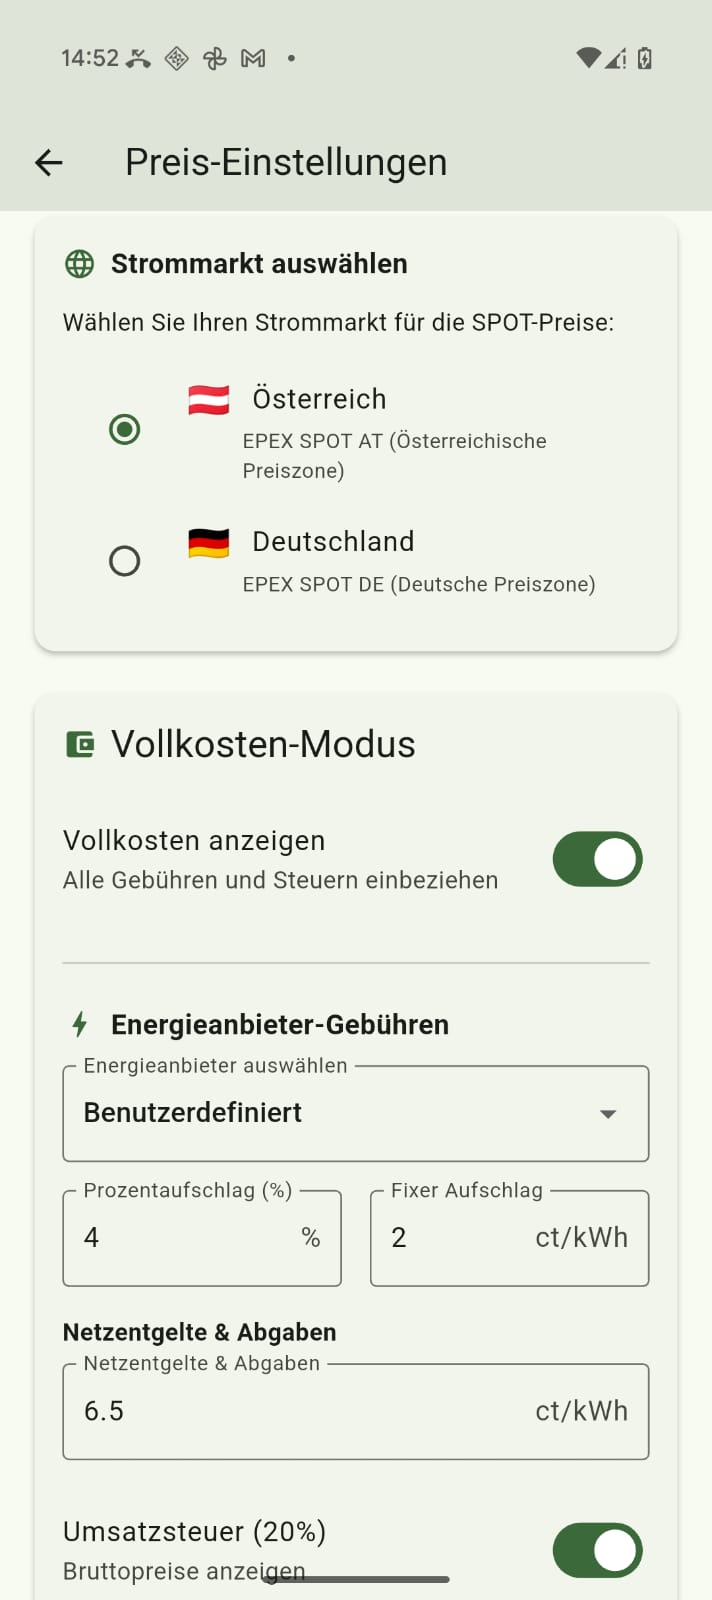 14:52
Preis-Einstellungen
Strommarkt auswählen
Wählen Sie Ihren Strommarkt für die SPOT-Preise:
Österreich
EPEX SPOT AT (Österreichische
Preiszone)
Deutschland
EPEX SPOT DE (Deutsche Preiszone)
Vollkosten-Modus
Vollkosten anzeigen
Alle Gebühren und Steuern einbeziehen
Energieanbieter-Gebühren
Energieanbieter auswählen
Benutzerdefiniert
Prozentaufschlag (%)
4 %
Fixer Aufschlag
2 ct/kWh
Netzentgelte & Abgaben
Netzentgelte & Abgaben
6.5 ct/kWh
Umsatzsteuer (20%)
Bruttopreise anzeigen